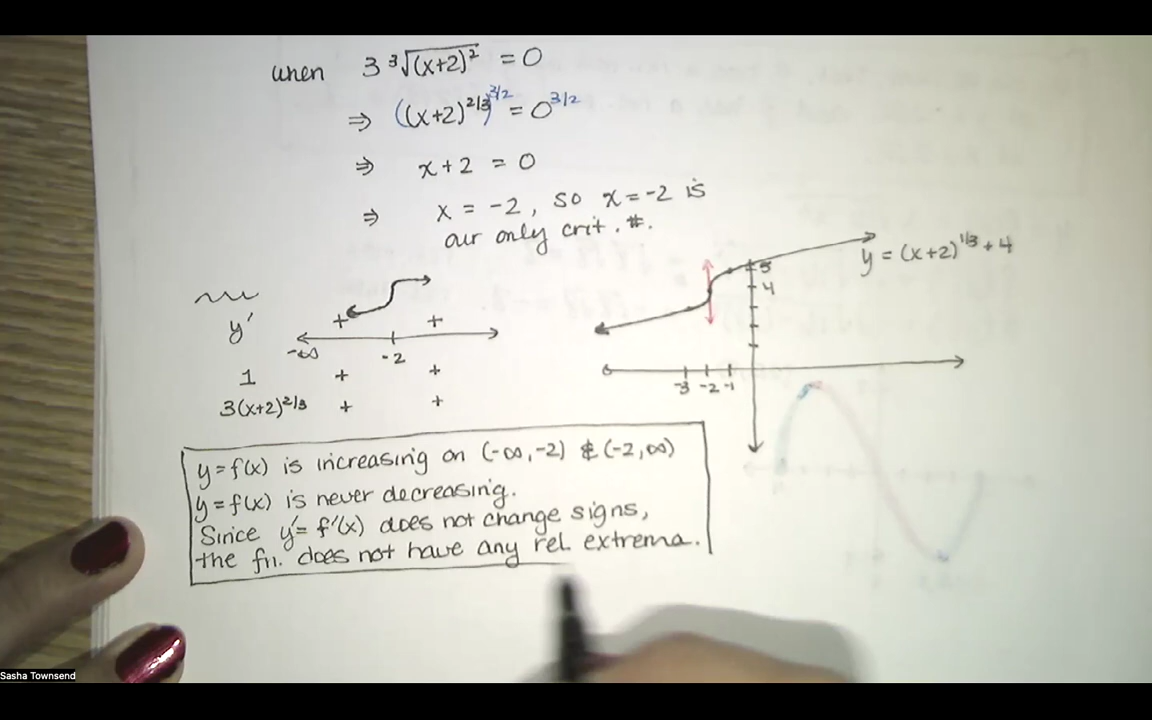 when 3 ∛(x+2)² = 0
⇒ ((x+2)^2/3)^3/2 = 0^3/2
⇒ x+2 = 0
⇒ x = -2, so x = -2 is
our only crit. #.
y = (x+2)^1/3 + 4
5
4
-3 -2 -1
y' + +
-∞ -2
1 + +
3(x+2)^2/3 + +
y = f(x) is increasing on (-∞, -2) & (-2, ∞)
y = f(x) is never decreasing.
Since y' = f'(x) does not change signs,
the fn. does not have any rel. extrema.
Sasha Townsend